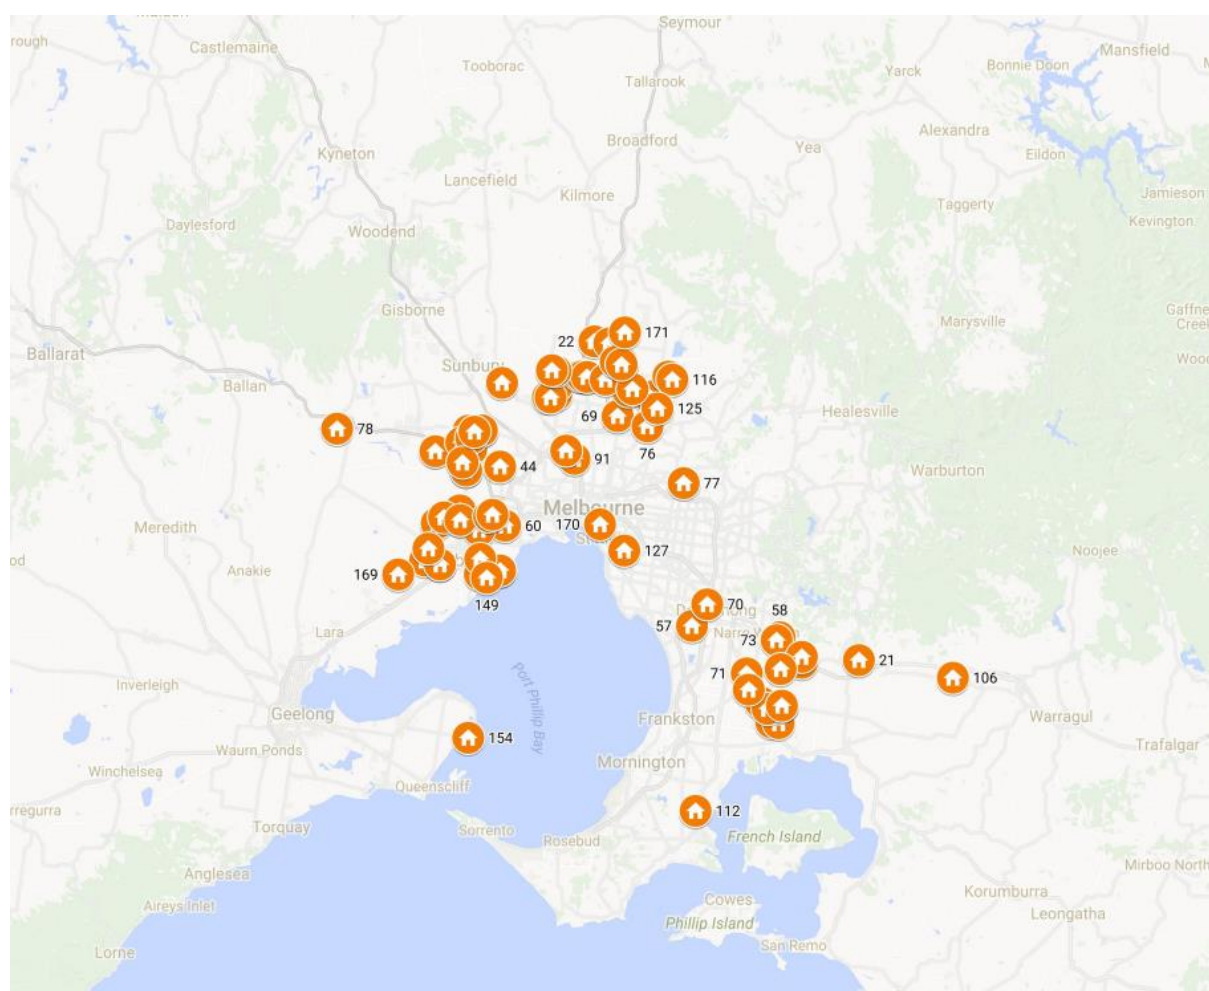 Seymour
rough
Castlemaine
Mansfield
Tooborac
Bonnie Doon
Yarck
Tallarook
Alexandra
Broadford
Yea
Kyneton
Eildon
Lancefield
Kilmore
Jamieson
Taggerty
Kevington
Daylesford
Woodend
Gisborne
Marysville
22
171
Ballarat
Sunbury
Ballan
116
69
125
Healesville
78
76
91
44
Warburton
77
Melbourne
Meredith
60
170
127
Noojee
Anakie
169
149
70
58
Lara
57
73
21
71
106
Inverleigh
Port Phillip Bay
Geelong
Frankston
Warragul
154
Waurn Ponds
Trafalgar
Mornington
Winchelsea
Queenscliff
rregurra
112
Torquay
Sorrento
Rosebud
French Island
Mirboo North
Anglesea
Korumburra
Aireys Inlet
Cowes
Leongatha
Phillip Island
San Remo
Lorne